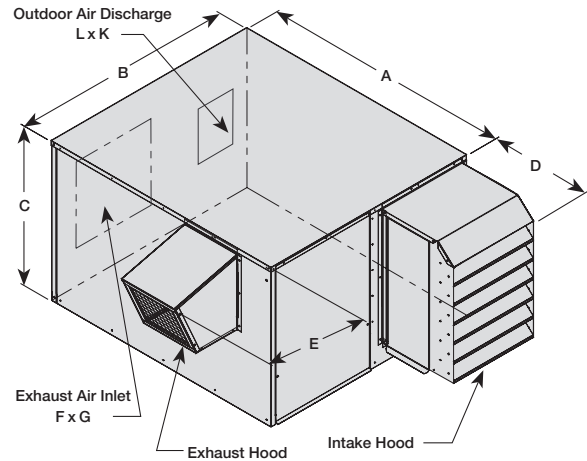 Outdoor Air Discharge
L x K
B
A
D
C
E
Exhaust Air Inlet
F x G
Exhaust Hood
Intake Hood